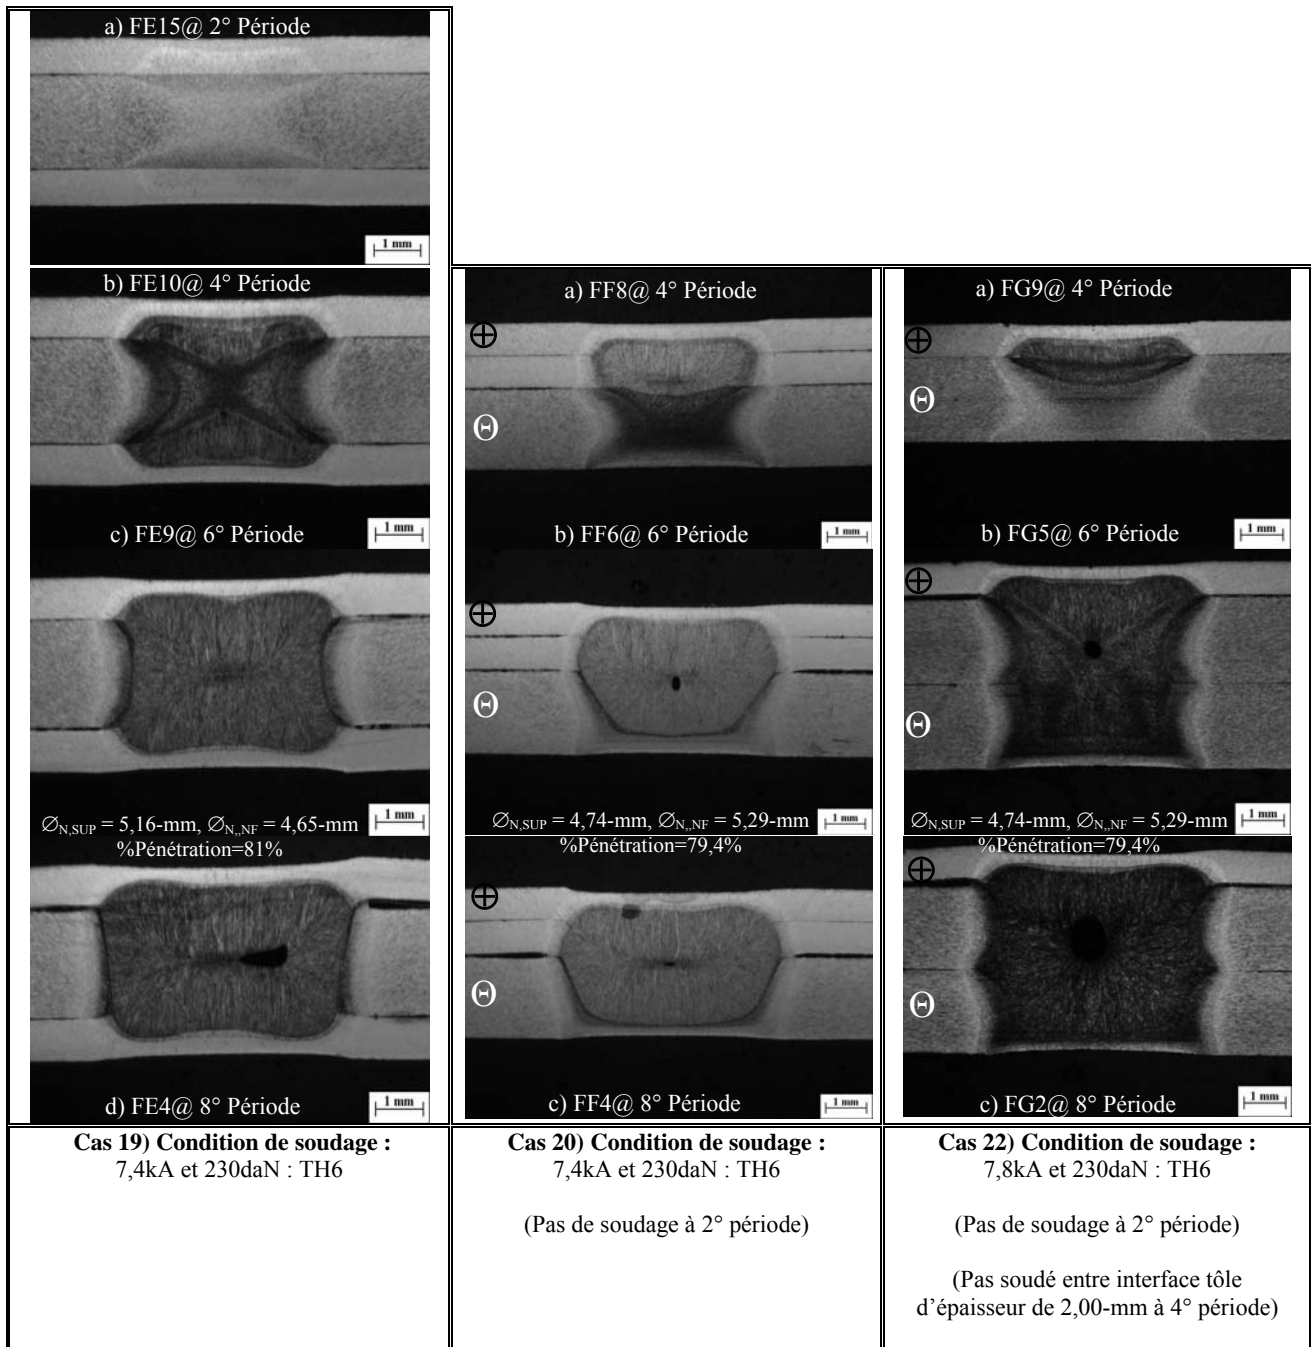 a) FE15@ 2° Période
1 mm
b) FE10@ 4° Période
1 mm
c) FE9@ 6° Période
∅N,SUP = 5,16-mm, ∅N,,NF = 4,65-mm
1 mm
%Pénétration=81%
d) FE4@ 8° Période
1 mm
Cas 19) Condition de soudage :
7,4kA et 230daN : TH6
a) FF8@ 4° Période
⊕
Θ
1 mm
b) FF6@ 6° Période
⊕
Θ
∅N,SUP = 4,74-mm, ∅N,,NF = 5,29-mm
1 mm
%Pénétration=79,4%
⊕
Θ
c) FF4@ 8° Période
1 mm
Cas 20) Condition de soudage :
7,4kA et 230daN : TH6
(Pas de soudage à 2° période)
a) FG9@ 4° Période
⊕
Θ
1 mm
b) FG5@ 6° Période
⊕
Θ
∅N,SUP = 4,74-mm, ∅N,,NF = 5,29-mm
1 mm
%Pénétration=79,4%
⊕
Θ
c) FG2@ 8° Période
1 mm
Cas 22) Condition de soudage :
7,8kA et 230daN : TH6
(Pas de soudage à 2° période)
(Pas soudé entre interface tôle
d'épaisseur de 2,00-mm à 4° période)